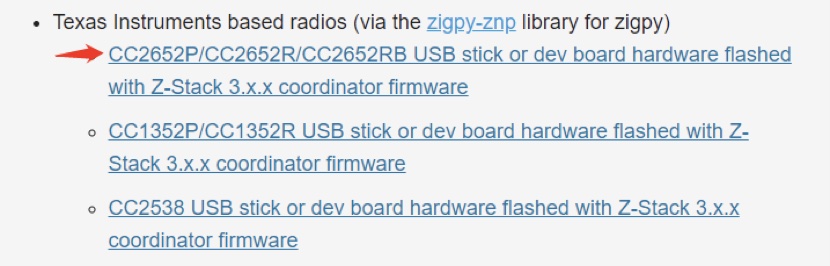 Texas Instruments based radios (via the zigpy-znp library for zigpy)
CC2652P/CC2652R/CC2652RB USB stick or dev board hardware flashed
with Z-Stack 3.x.x coordinator firmware
CC1352P/CC1352R USB stick or dev board hardware flashed with Z-
Stack 3.x.x coordinator firmware
CC2538 USB stick or dev board hardware flashed with Z-Stack 3.x.x
coordinator firmware